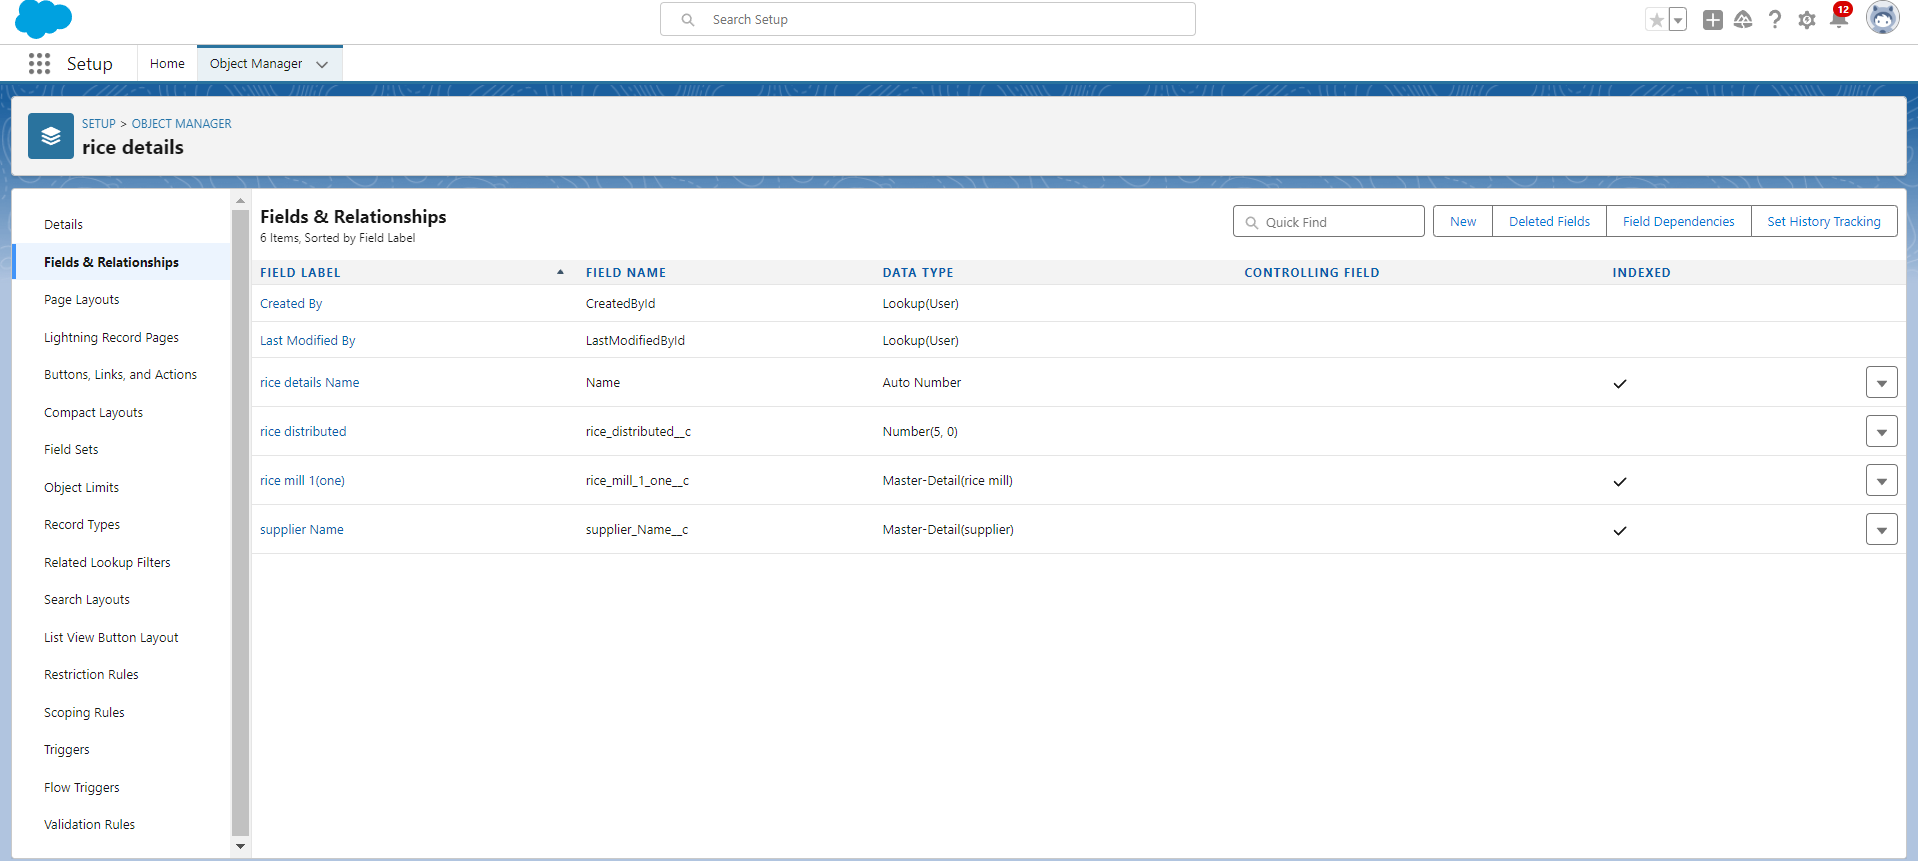 Search Setup
12
Setup
Home
Object Manager
SETUP > OBJECT MANAGER
rice details
Details
Fields & Relationships
Page Layouts
Lightning Record Pages
Buttons, Links, and Actions
Compact Layouts
Field Sets
Object Limits
Record Types
Related Lookup Filters
Search Layouts
List View Button Layout
Restriction Rules
Scoping Rules
Triggers
Flow Triggers
Validation Rules
Fields & Relationships
6 Items, Sorted by Field Label
Quick Find
New
Deleted Fields
Field Dependencies
Set History Tracking
FIELD LABEL FIELD NAME DATA TYPE CONTROLLING FIELD INDEXED
Created By CreatedById Lookup(User)
Last Modified By LastModifiedById Lookup(User)
rice details Name Name Auto Number
rice distributed rice_distributed__c Number(5, 0)
rice mill 1(one) rice_mill_1_one__c Master-Detail(rice mill)
supplier Name supplier_Name__c Master-Detail(supplier)